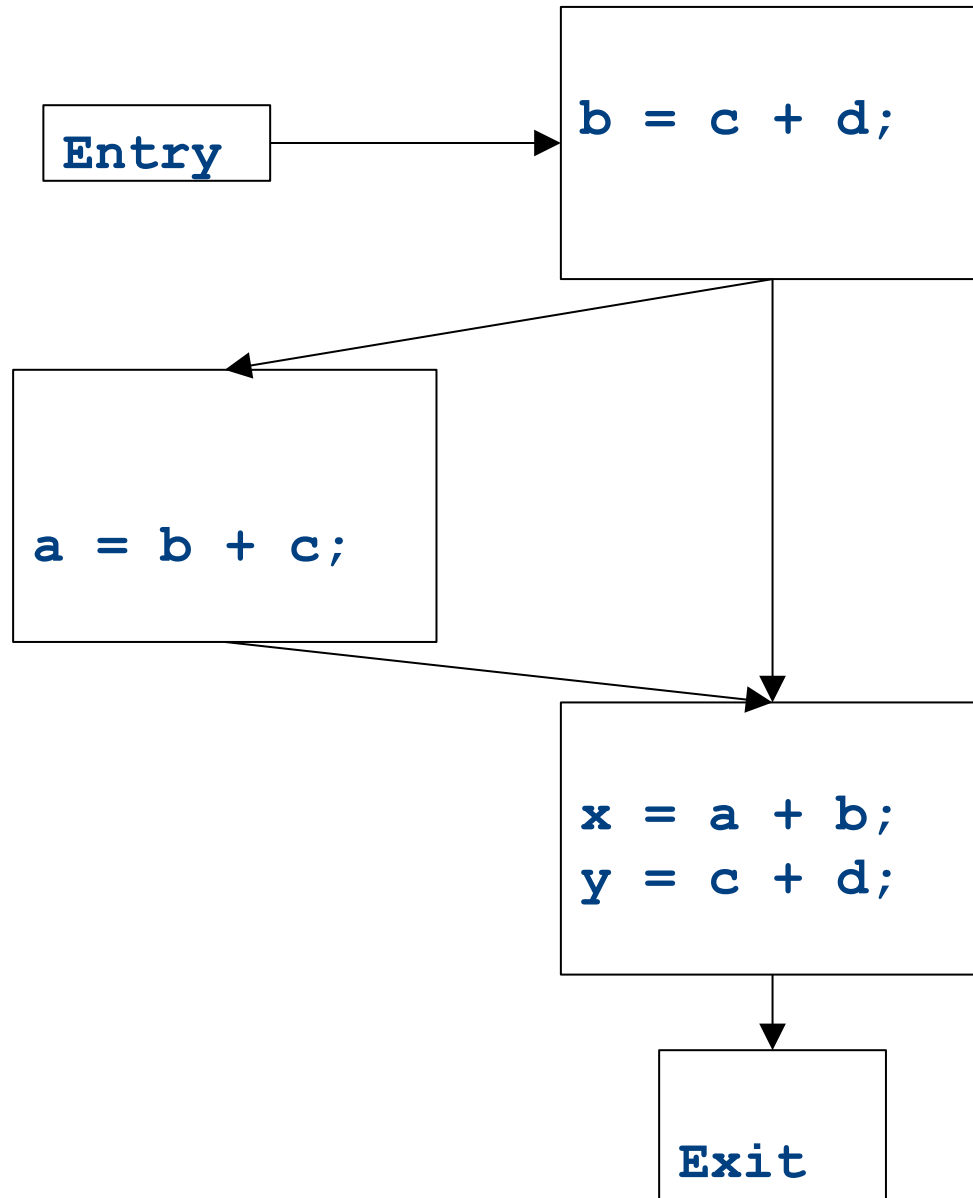 Entry
b = c + d;
a = b + c;
x = a + b;
y = c + d;
Exit